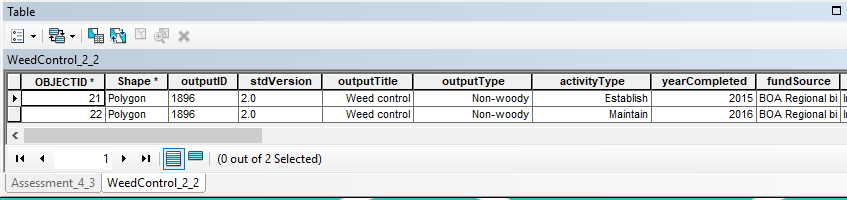 Table
WeedControl_2_2
OBJECTID * Shape * outputID stdVersion outputTitle outputType activityType yearCompleted fundSource
21 Polygon 1896 2.0 Weed control Non-woody Establish 2015 BOA Regional bi
22 Polygon 1896 2.0 Weed control Non-woody Maintain 2016 BOA Regional bi
1 (0 out of 2 Selected)
Assessment_4_3 WeedControl_2_2